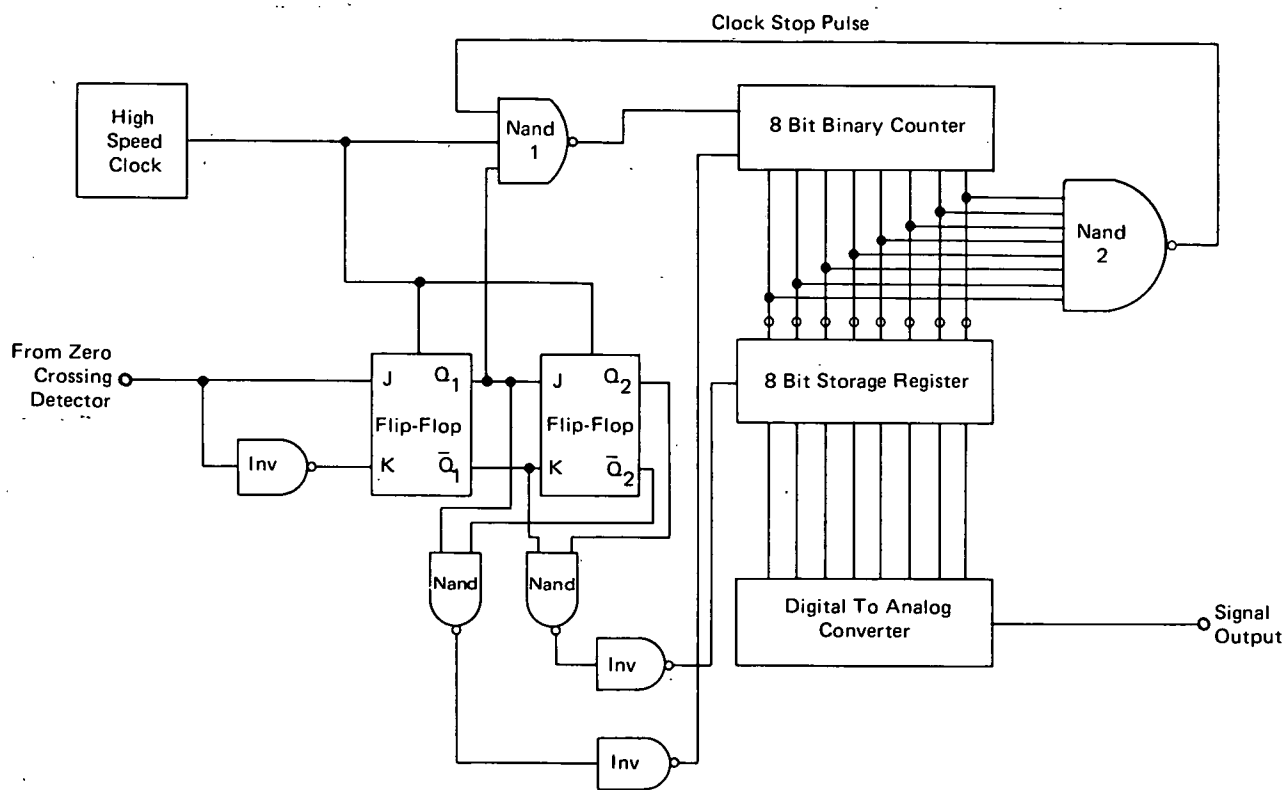 Clock Stop Pulse
High
Speed
Clock
Nand
1
8 Bit Binary Counter
Nand
2
From Zero
Crossing
Detector
J
Q1
Flip-Flop
K
Q̅1
J
Q2
Flip-Flop
K
Q̅2
Inv
8 Bit Storage Register
Nand
Nand
Digital To Analog
Converter
Signal
Output
Inv
Inv